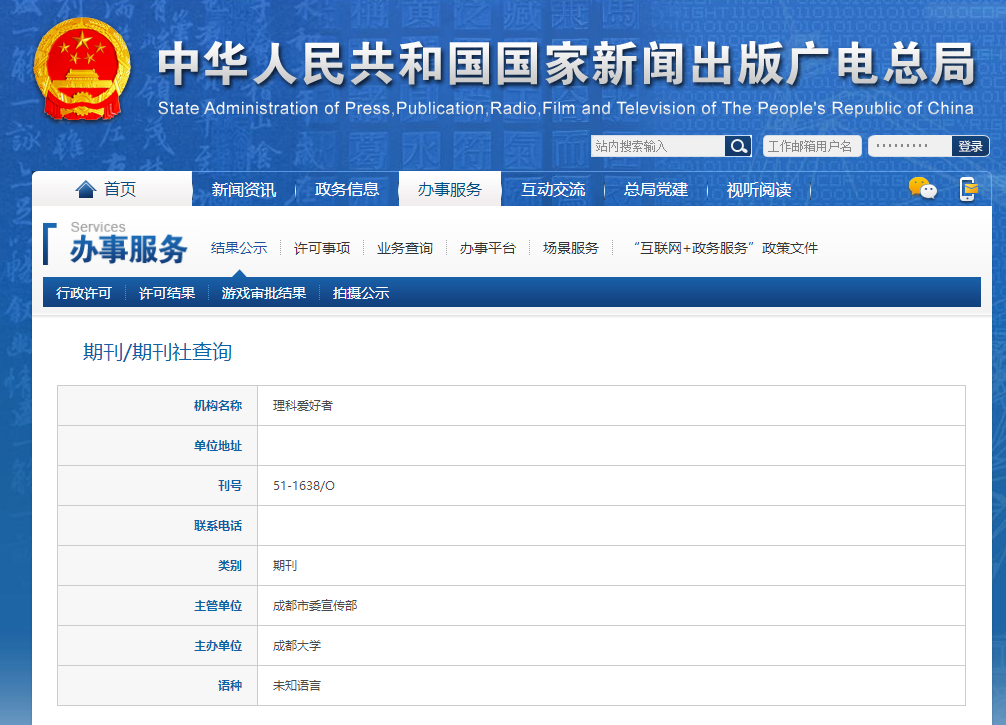 中华人民共和国国家新闻出版广电总局
State Administration of Press,Publication,Radio,Film and Television of The People's Republic of China
站内搜索输入 工作邮箱用户名 ········· 登录
首页 新闻资讯 政务信息 办事服务 互动交流 总局党建 视听阅读
Services
办事服务 结果公示 许可事项 业务查询 办事平台 场景服务 “互联网+政务服务”政策文件
行政许可 许可结果 游戏审批结果 拍摄公示
期刊/期刊社查询
机构名称 理科爱好者
单位地址
刊号 51-1638/O
联系电话
类别 期刊
主管单位 成都市委宣传部
主办单位 成都大学
语种 未知语言